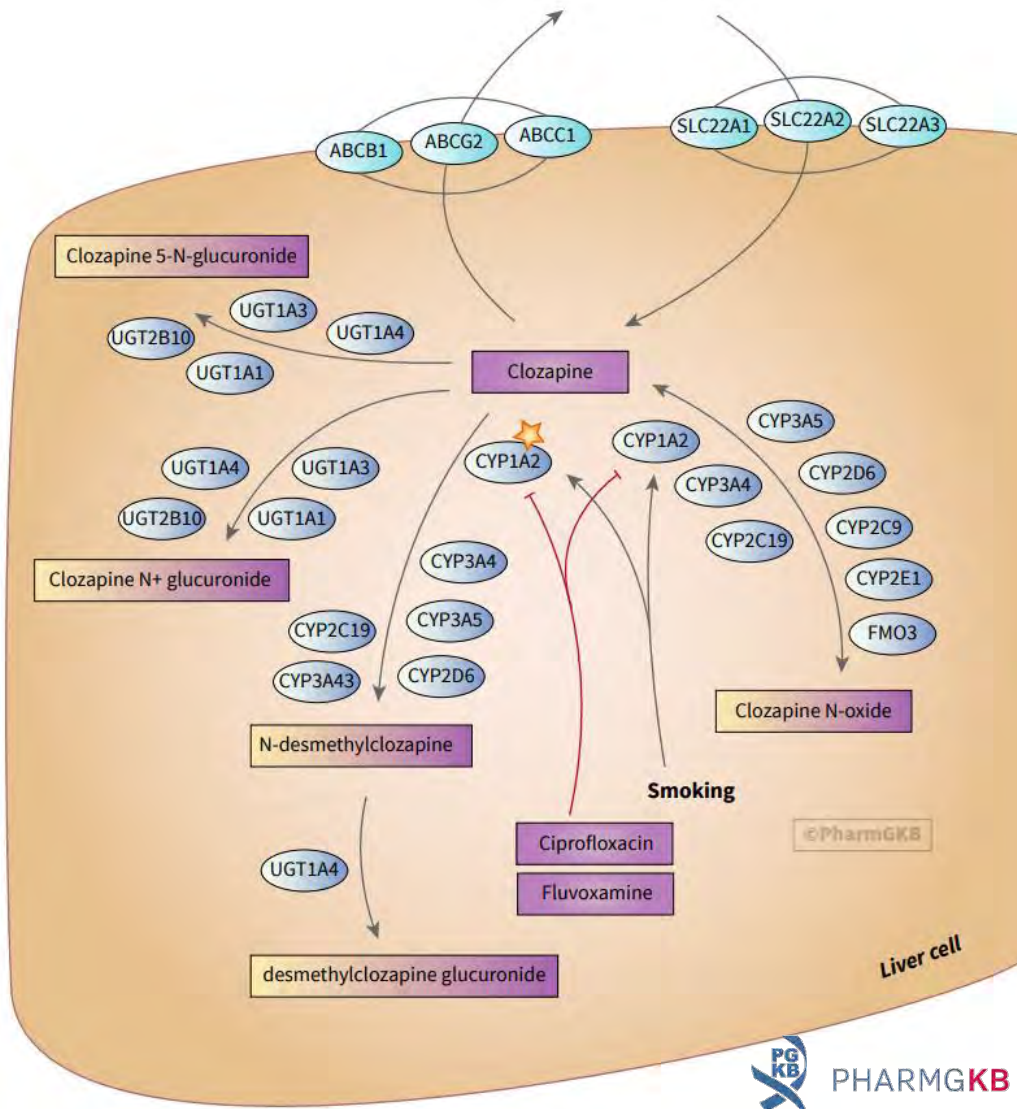 ABCB1
ABCG2
ABCC1
SLC22A1
SLC22A2
SLC22A3
Clozapine 5-N-glucuronide
UGT1A3
UGT2B10
UGT1A4
UGT1A1
Clozapine
CYP3A5
CYP1A2
CYP1A2
UGT1A4
UGT1A3
CYP2D6
CYP3A4
UGT2B10
UGT1A1
CYP2C9
CYP2C19
CYP3A4
Clozapine N+ glucuronide
CYP2E1
CYP2C19
CYP3A5
FMO3
CYP3A43
CYP2D6
Clozapine N-oxide
N-desmethylclozapine
Smoking
©PharmGKB
Ciprofloxacin
UGT1A4
Fluvoxamine
desmethylclozapine glucuronide
Liver cell
PG
KB
PHARMGKB